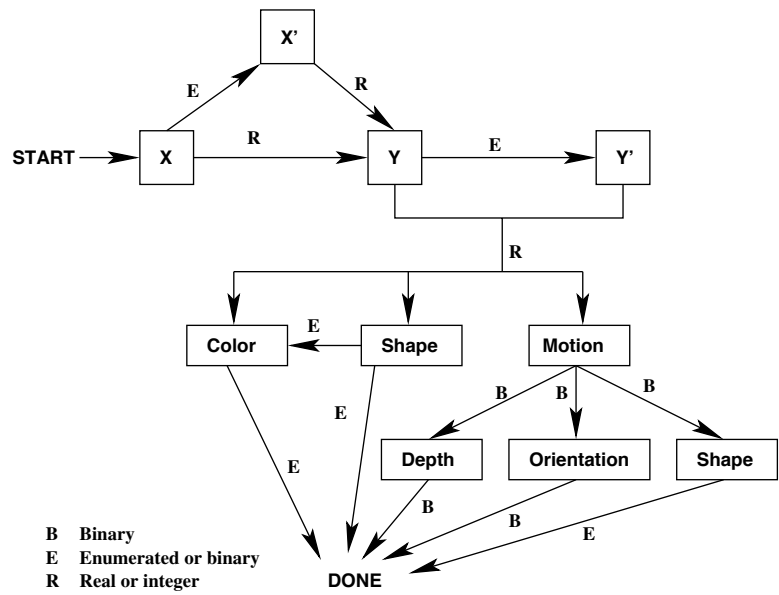 X'
E
R
START
X
R
Y
E
Y'
R
Color
E
Shape
Motion
B
B
B
E
Depth
Orientation
Shape
E
B
B
E
B Binary
E Enumerated or binary
R Real or integer
DONE